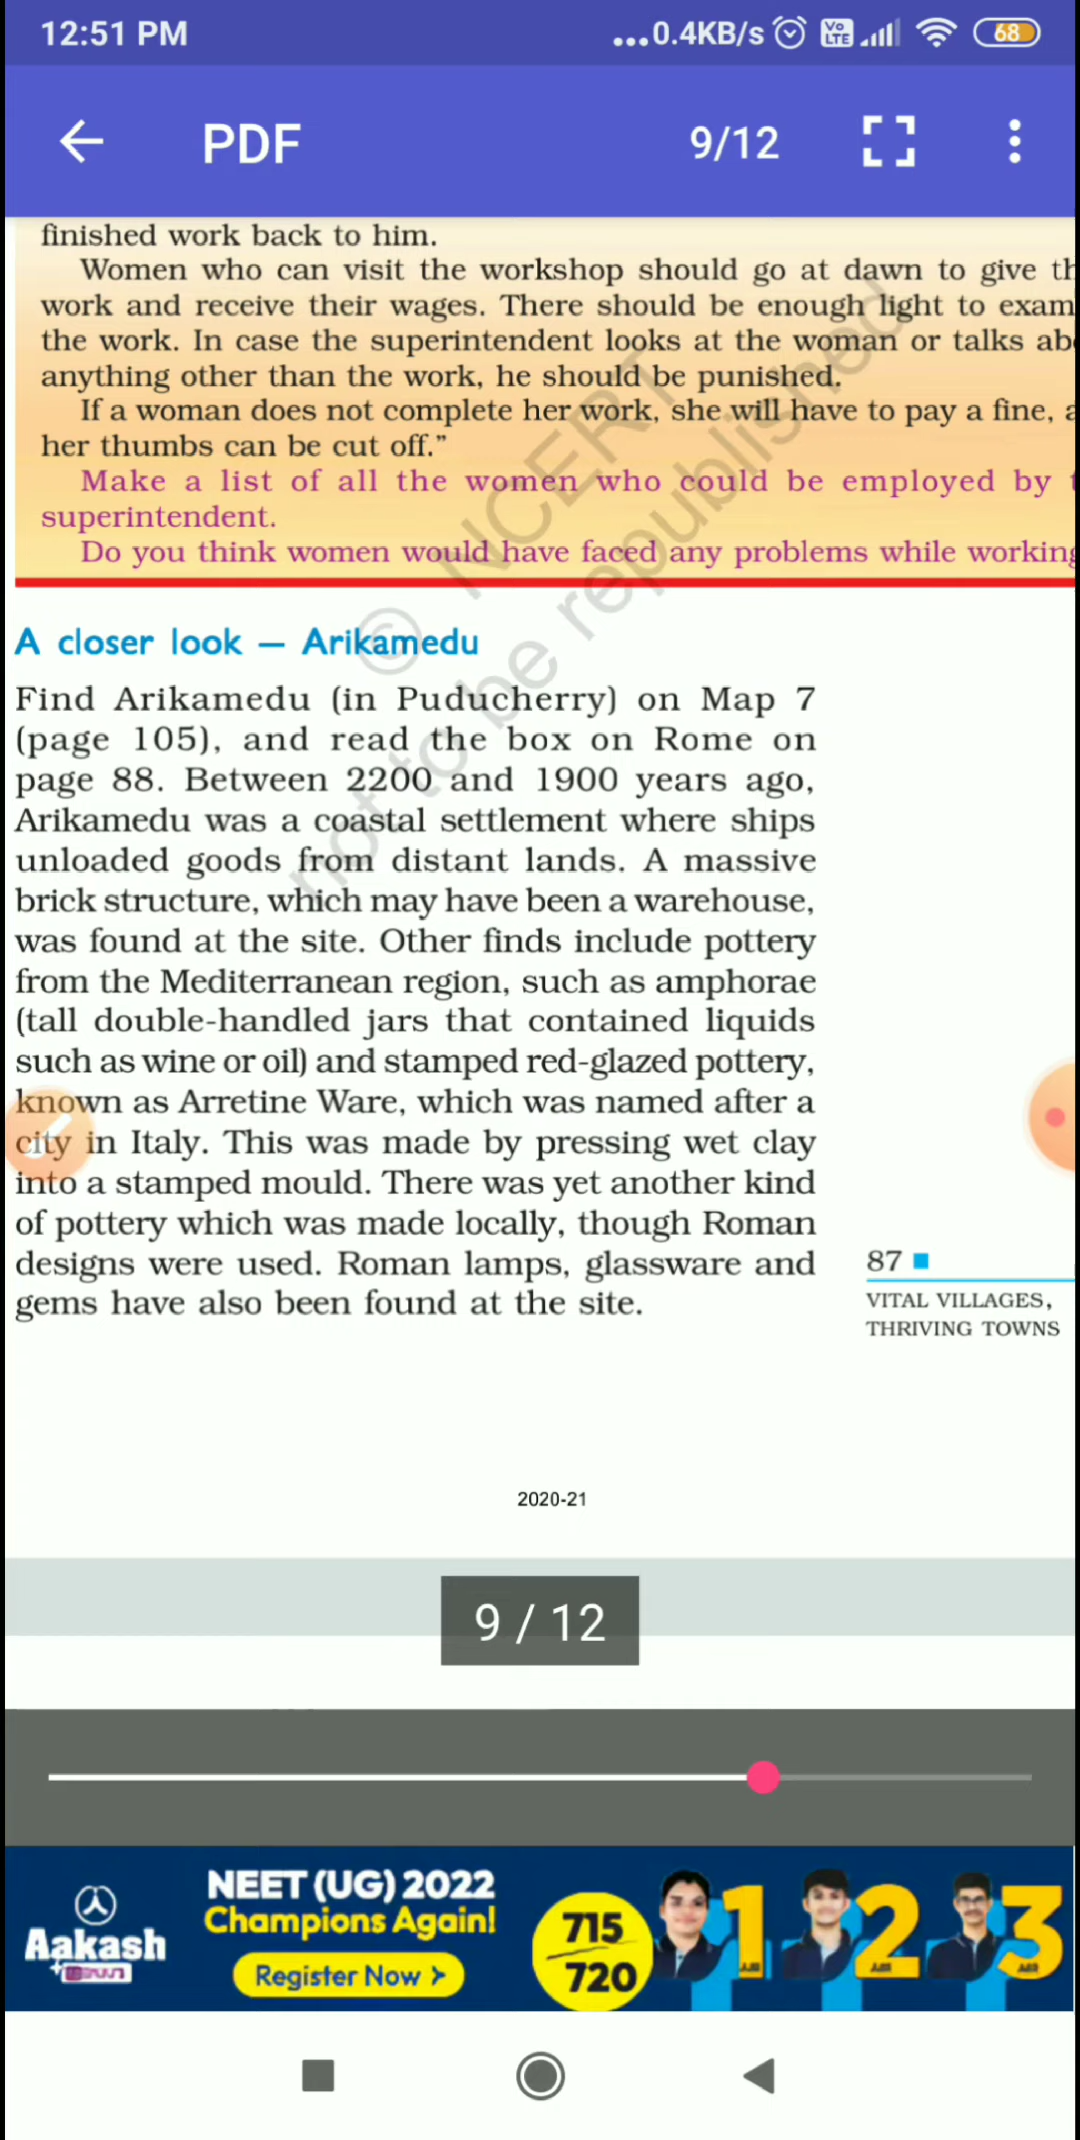 12:51 PM
...0.4KB/s Vo LTE 68
PDF 9/12
finished work back to him.
Women who can visit the workshop should go at dawn to give th
work and receive their wages. There should be enough light to exam
the work. In case the superintendent looks at the woman or talks ab
anything other than the work, he should be punished.
If a woman does not complete her work, she will have to pay a fine, a
her thumbs can be cut off.”
Make a list of all the women who could be employed by t
superintendent.
Do you think women would have faced any problems while working
© NCERT
not to be republished
A closer look — Arikamedu
Find Arikamedu (in Puducherry) on Map 7
(page 105), and read the box on Rome on
page 88. Between 2200 and 1900 years ago,
Arikamedu was a coastal settlement where ships
unloaded goods from distant lands. A massive
brick structure, which may have been a warehouse,
was found at the site. Other finds include pottery
from the Mediterranean region, such as amphorae
(tall double-handled jars that contained liquids
such as wine or oil) and stamped red-glazed pottery,
known as Arretine Ware, which was named after a
city in Italy. This was made by pressing wet clay
into a stamped mould. There was yet another kind
of pottery which was made locally, though Roman
designs were used. Roman lamps, glassware and
gems have also been found at the site.
87
VITAL VILLAGES,
THRIVING TOWNS
2020-21
9 / 12
Aakash
NEET (UG) 2022
Champions Again!
Register Now >
715
720
1 2 3